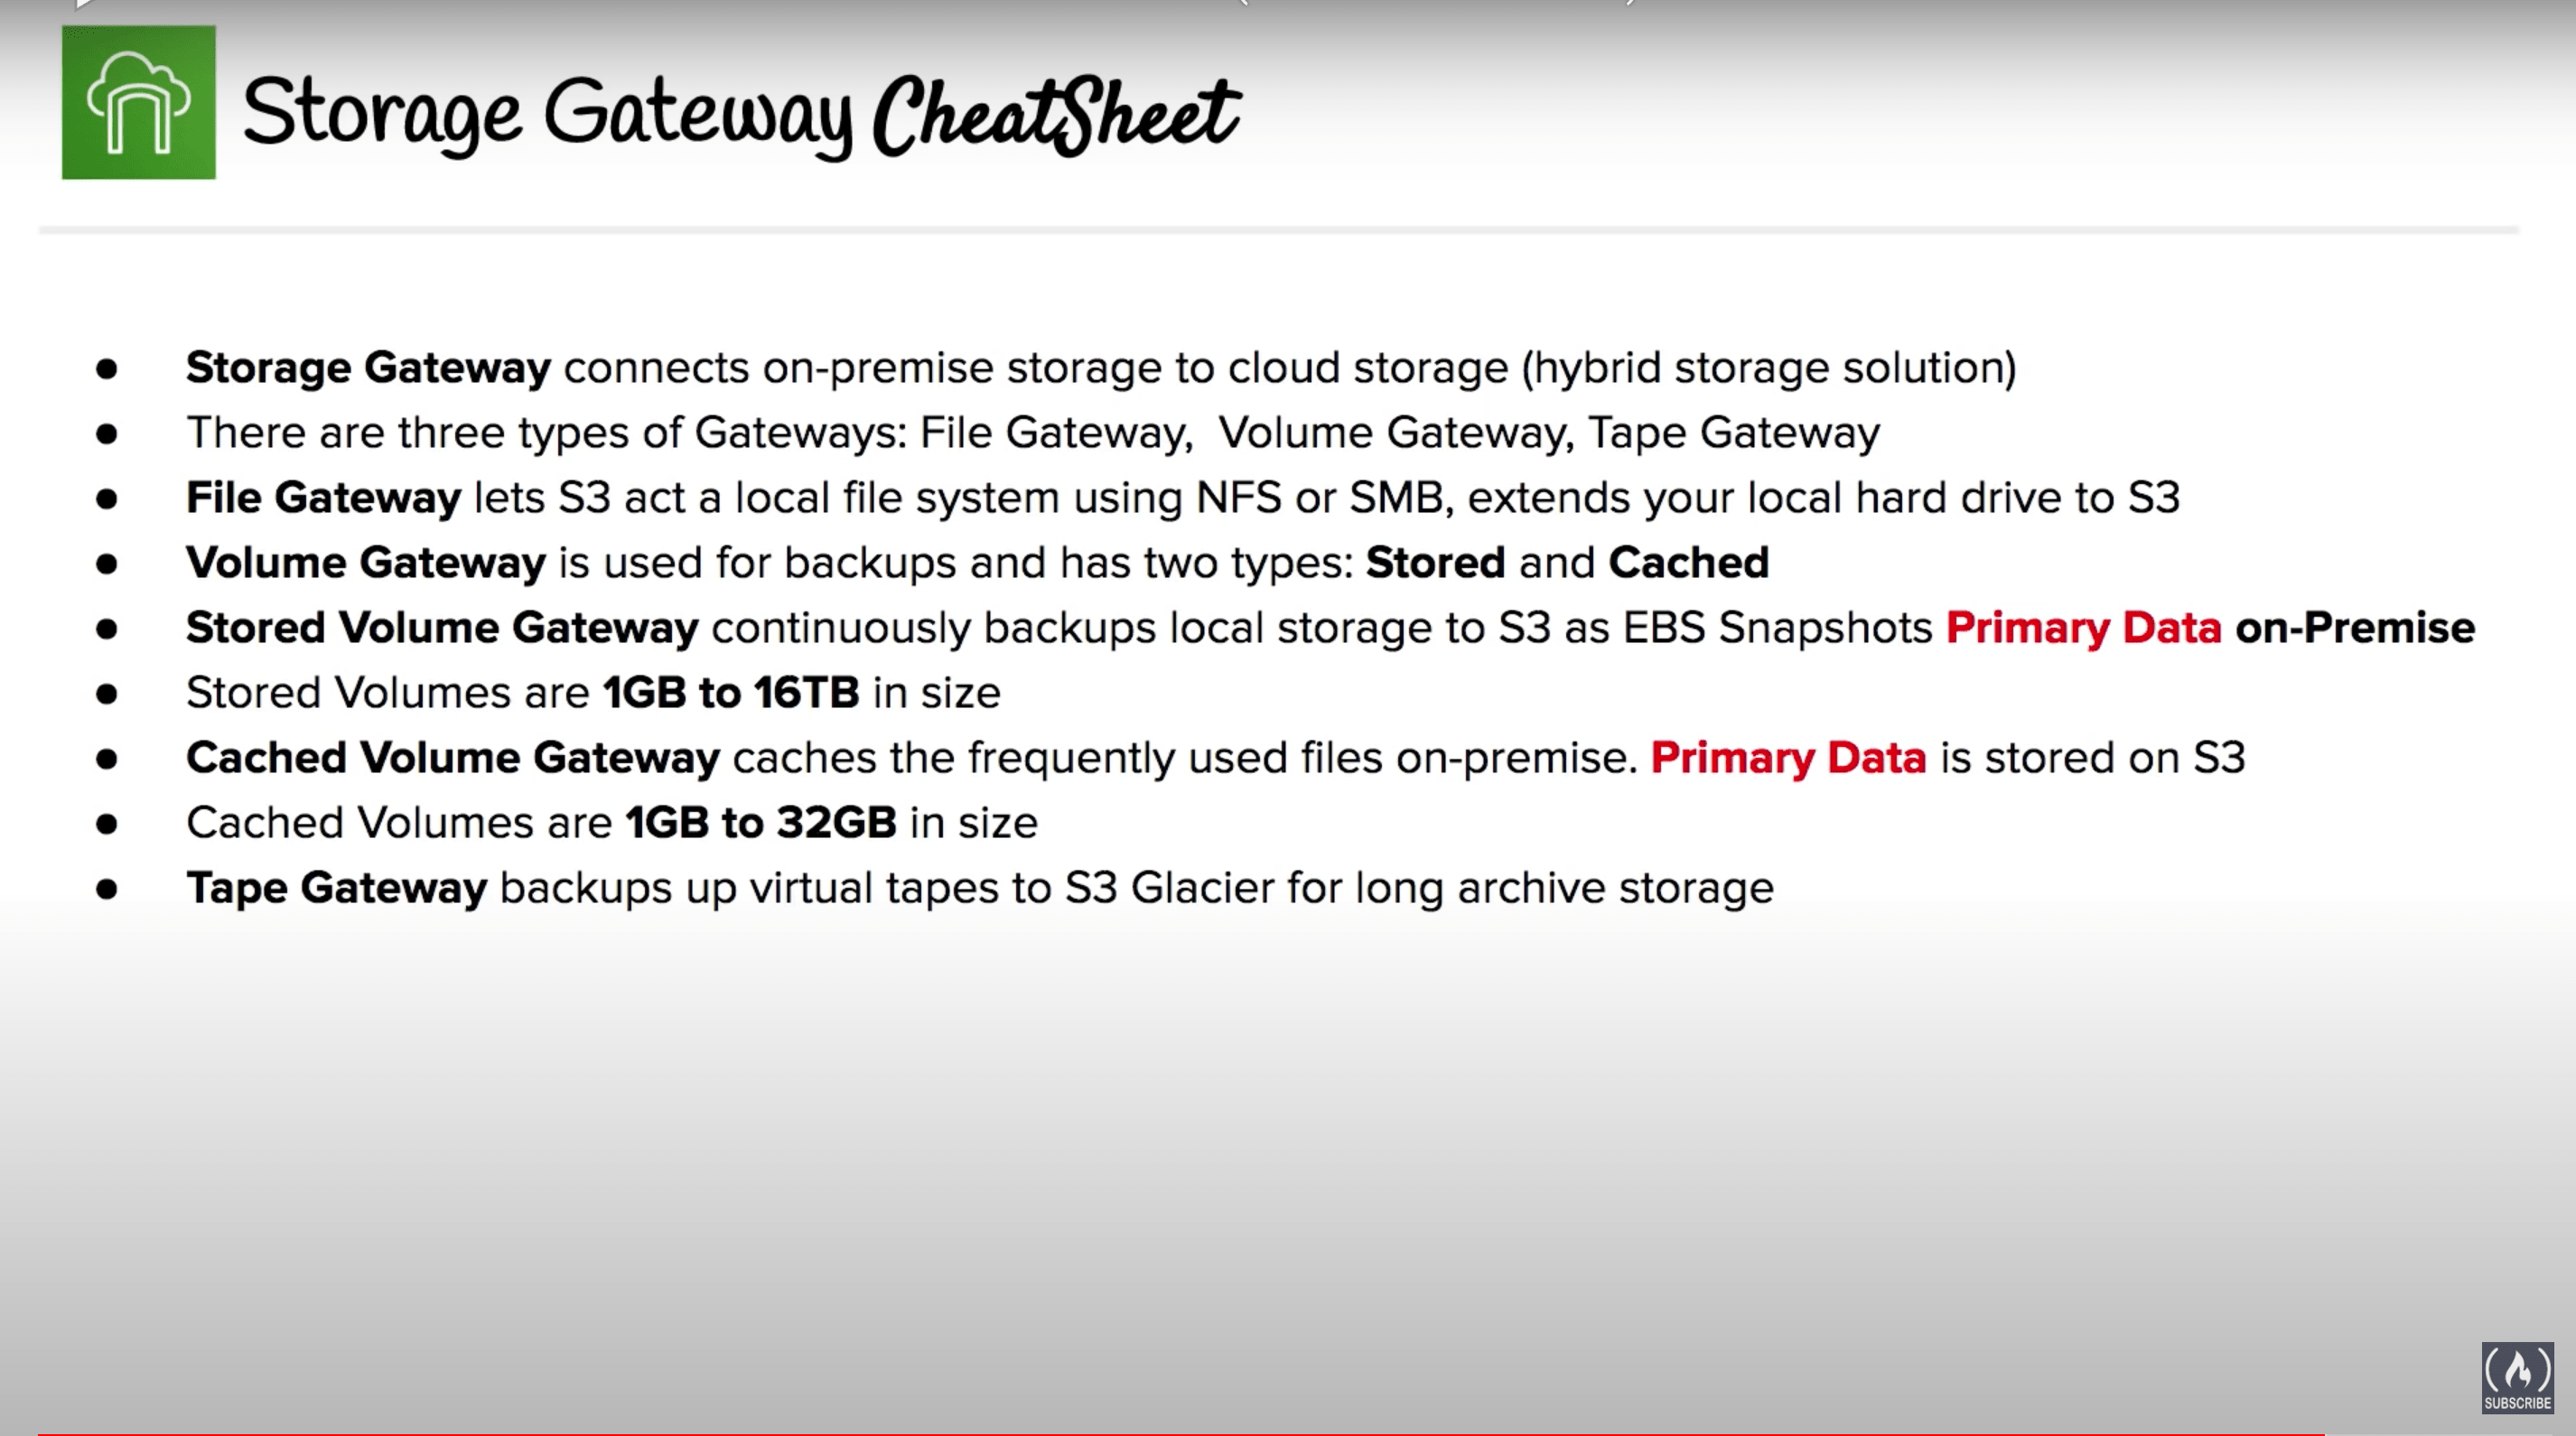 Storage Gateway CheatSheet
● Storage Gateway connects on-premise storage to cloud storage (hybrid storage solution)
● There are three types of Gateways: File Gateway,  Volume Gateway, Tape Gateway
● File Gateway lets S3 act a local file system using NFS or SMB, extends your local hard drive to S3
● Volume Gateway is used for backups and has two types: Stored and Cached
● Stored Volume Gateway continuously backups local storage to S3 as EBS Snapshots Primary Data on-Premise
● Stored Volumes are 1GB to 16TB in size
● Cached Volume Gateway caches the frequently used files on-premise. Primary Data is stored on S3
● Cached Volumes are 1GB to 32GB in size
● Tape Gateway backups up virtual tapes to S3 Glacier for long archive storage
SUBSCRIBE